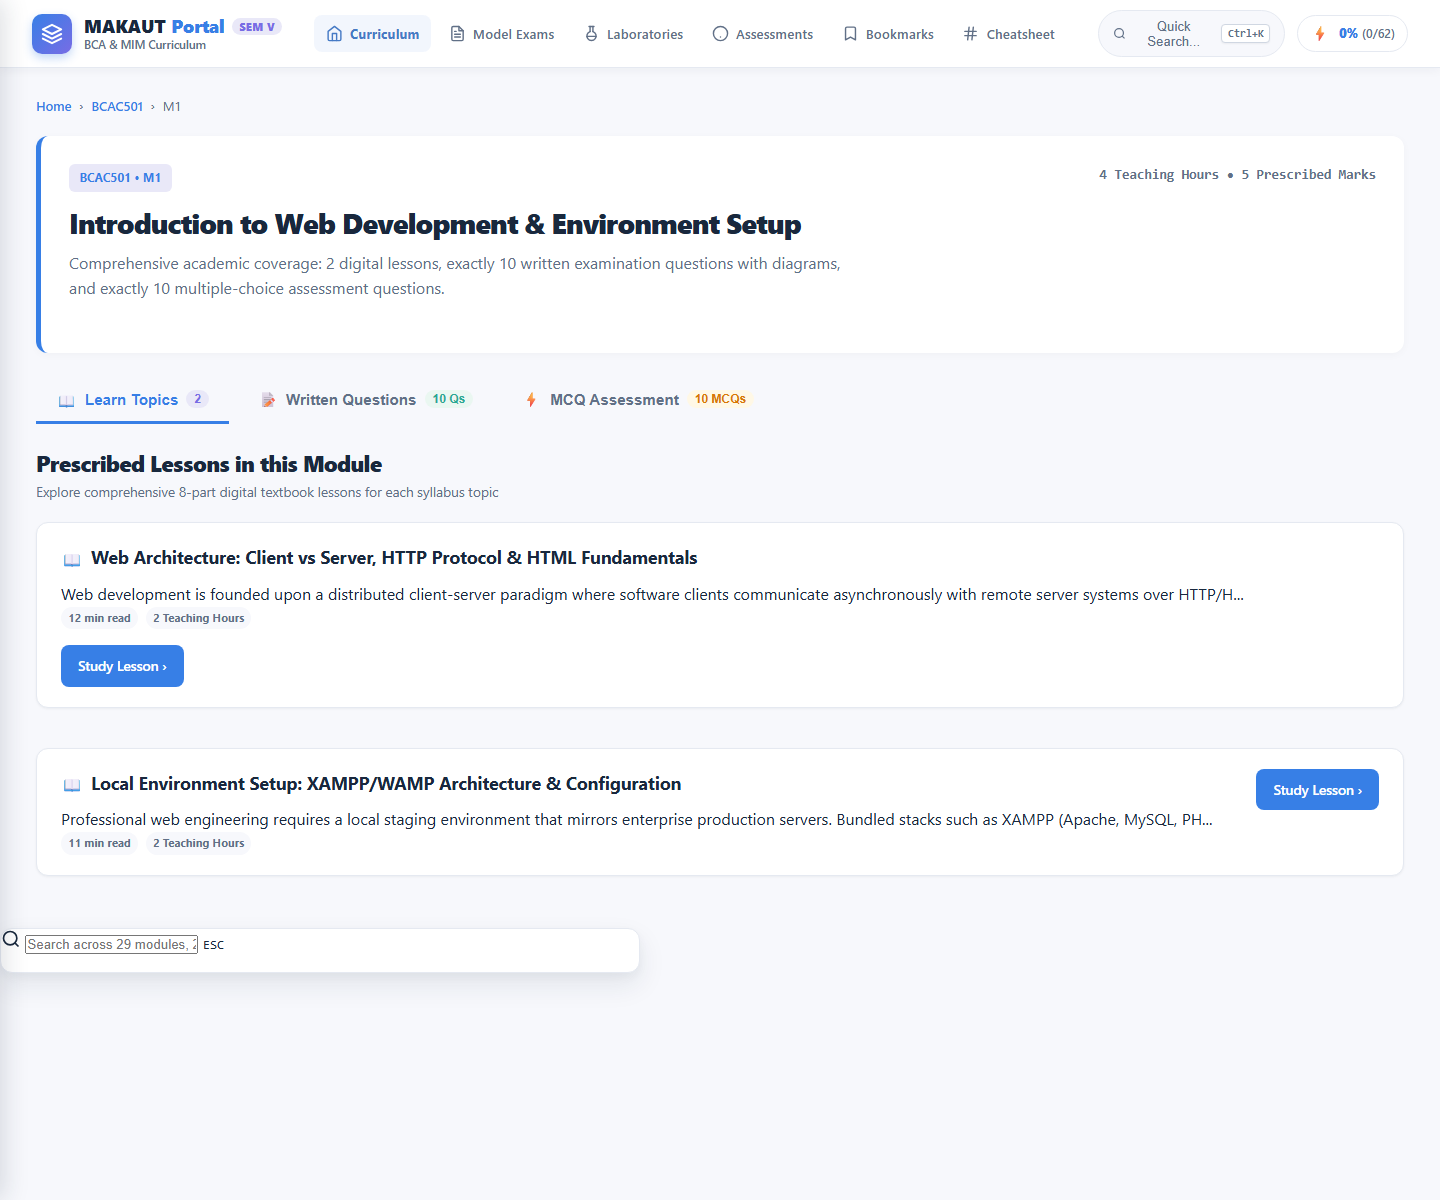 MAKAUT Portal SEM V
BCA & MIM Curriculum
Curriculum
Model Exams
Laboratories
Assessments
Bookmarks
Cheatsheet
Quick Search... Ctrl+K
0% (0/62)
Home › BCAC501 › M1
BCAC501 • M1
4 Teaching Hours • 5 Prescribed Marks
Introduction to Web Development & Environment Setup
Comprehensive academic coverage: 2 digital lessons, exactly 10 written examination questions with diagrams,
and exactly 10 multiple-choice assessment questions.
Learn Topics 2
Written Questions 10 Qs
MCQ Assessment 10 MCQs
Prescribed Lessons in this Module
Explore comprehensive 8-part digital textbook lessons for each syllabus topic
Web Architecture: Client vs Server, HTTP Protocol & HTML Fundamentals
Web development is founded upon a distributed client-server paradigm where software clients communicate asynchronously with remote server systems over HTTP/H...
12 min read 2 Teaching Hours
Study Lesson ›
Local Environment Setup: XAMPP/WAMP Architecture & Configuration
Study Lesson ›
Professional web engineering requires a local staging environment that mirrors enterprise production servers. Bundled stacks such as XAMPP (Apache, MySQL, PH...
11 min read 2 Teaching Hours
Search across 29 modules, ESC